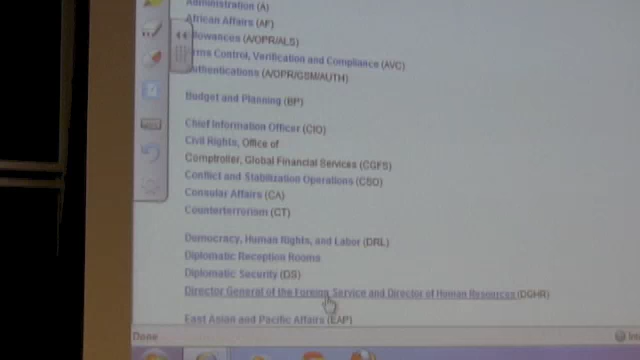 Administration (A)
African Affairs (AF)
llowances (A/OPR/ALS)
rms Control, Verification and Compliance (AVC)
uthentications (A/OPR/GSM/AUTH)
Budget and Planning (BP)
Chief Information Officer (CIO)
Civil Rights, Office of
Comptroller, Global Financial Services (CGFS)
Conflict and Stabilization Operations (CSO)
Consular Affairs (CA)
Counterterrorism (CT)
Democracy, Human Rights, and Labor (DRL)
Diplomatic Reception Rooms
Diplomatic Security (DS)
Director General of the Foreign Service and Director of Human Resources (DGHR)
East Asian and Pacific Affairs (EAP)
Done